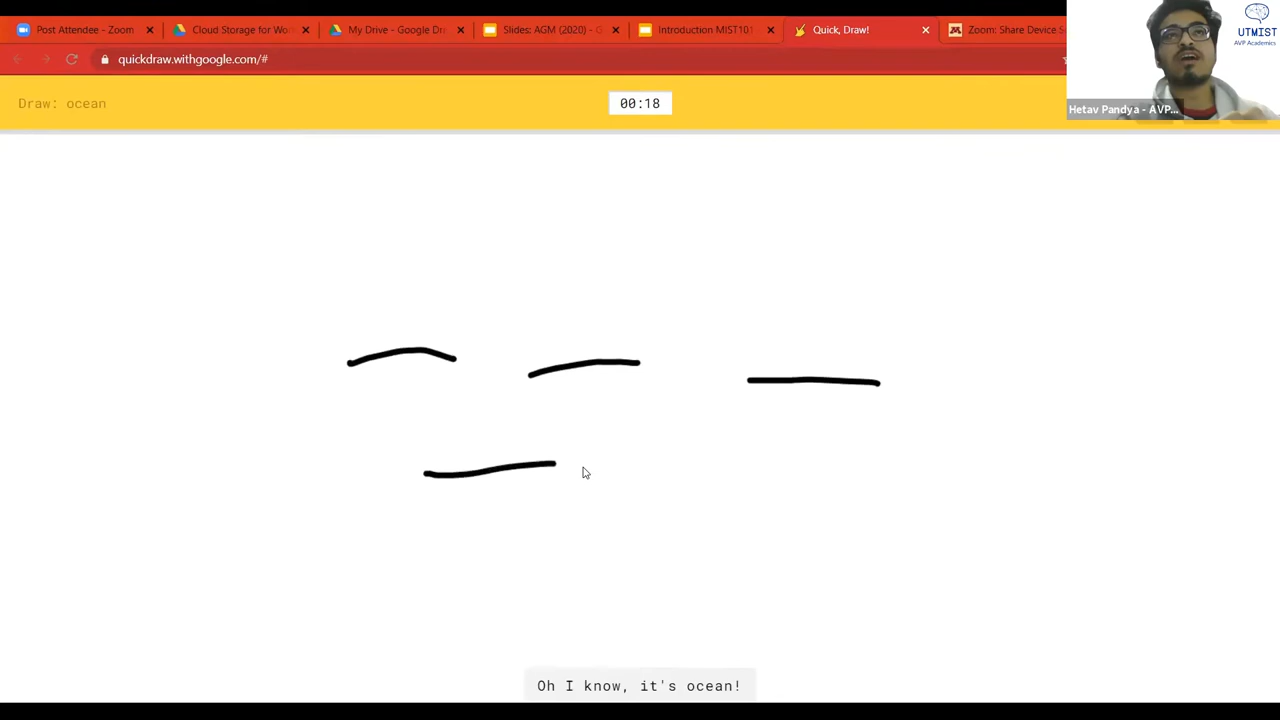 Post Attendee - Zoom
Cloud Storage for Wo
My Drive - Google Dri
Slides: AGM (2020) - G
Introduction MIST101
Quick, Draw!
Zoom: Share Device S
quickdraw.withgoogle.com/#
UTMIST
AVP Academics
Draw: ocean
00:18
Hetav Pandya - AVP...
Oh I know, it's ocean!